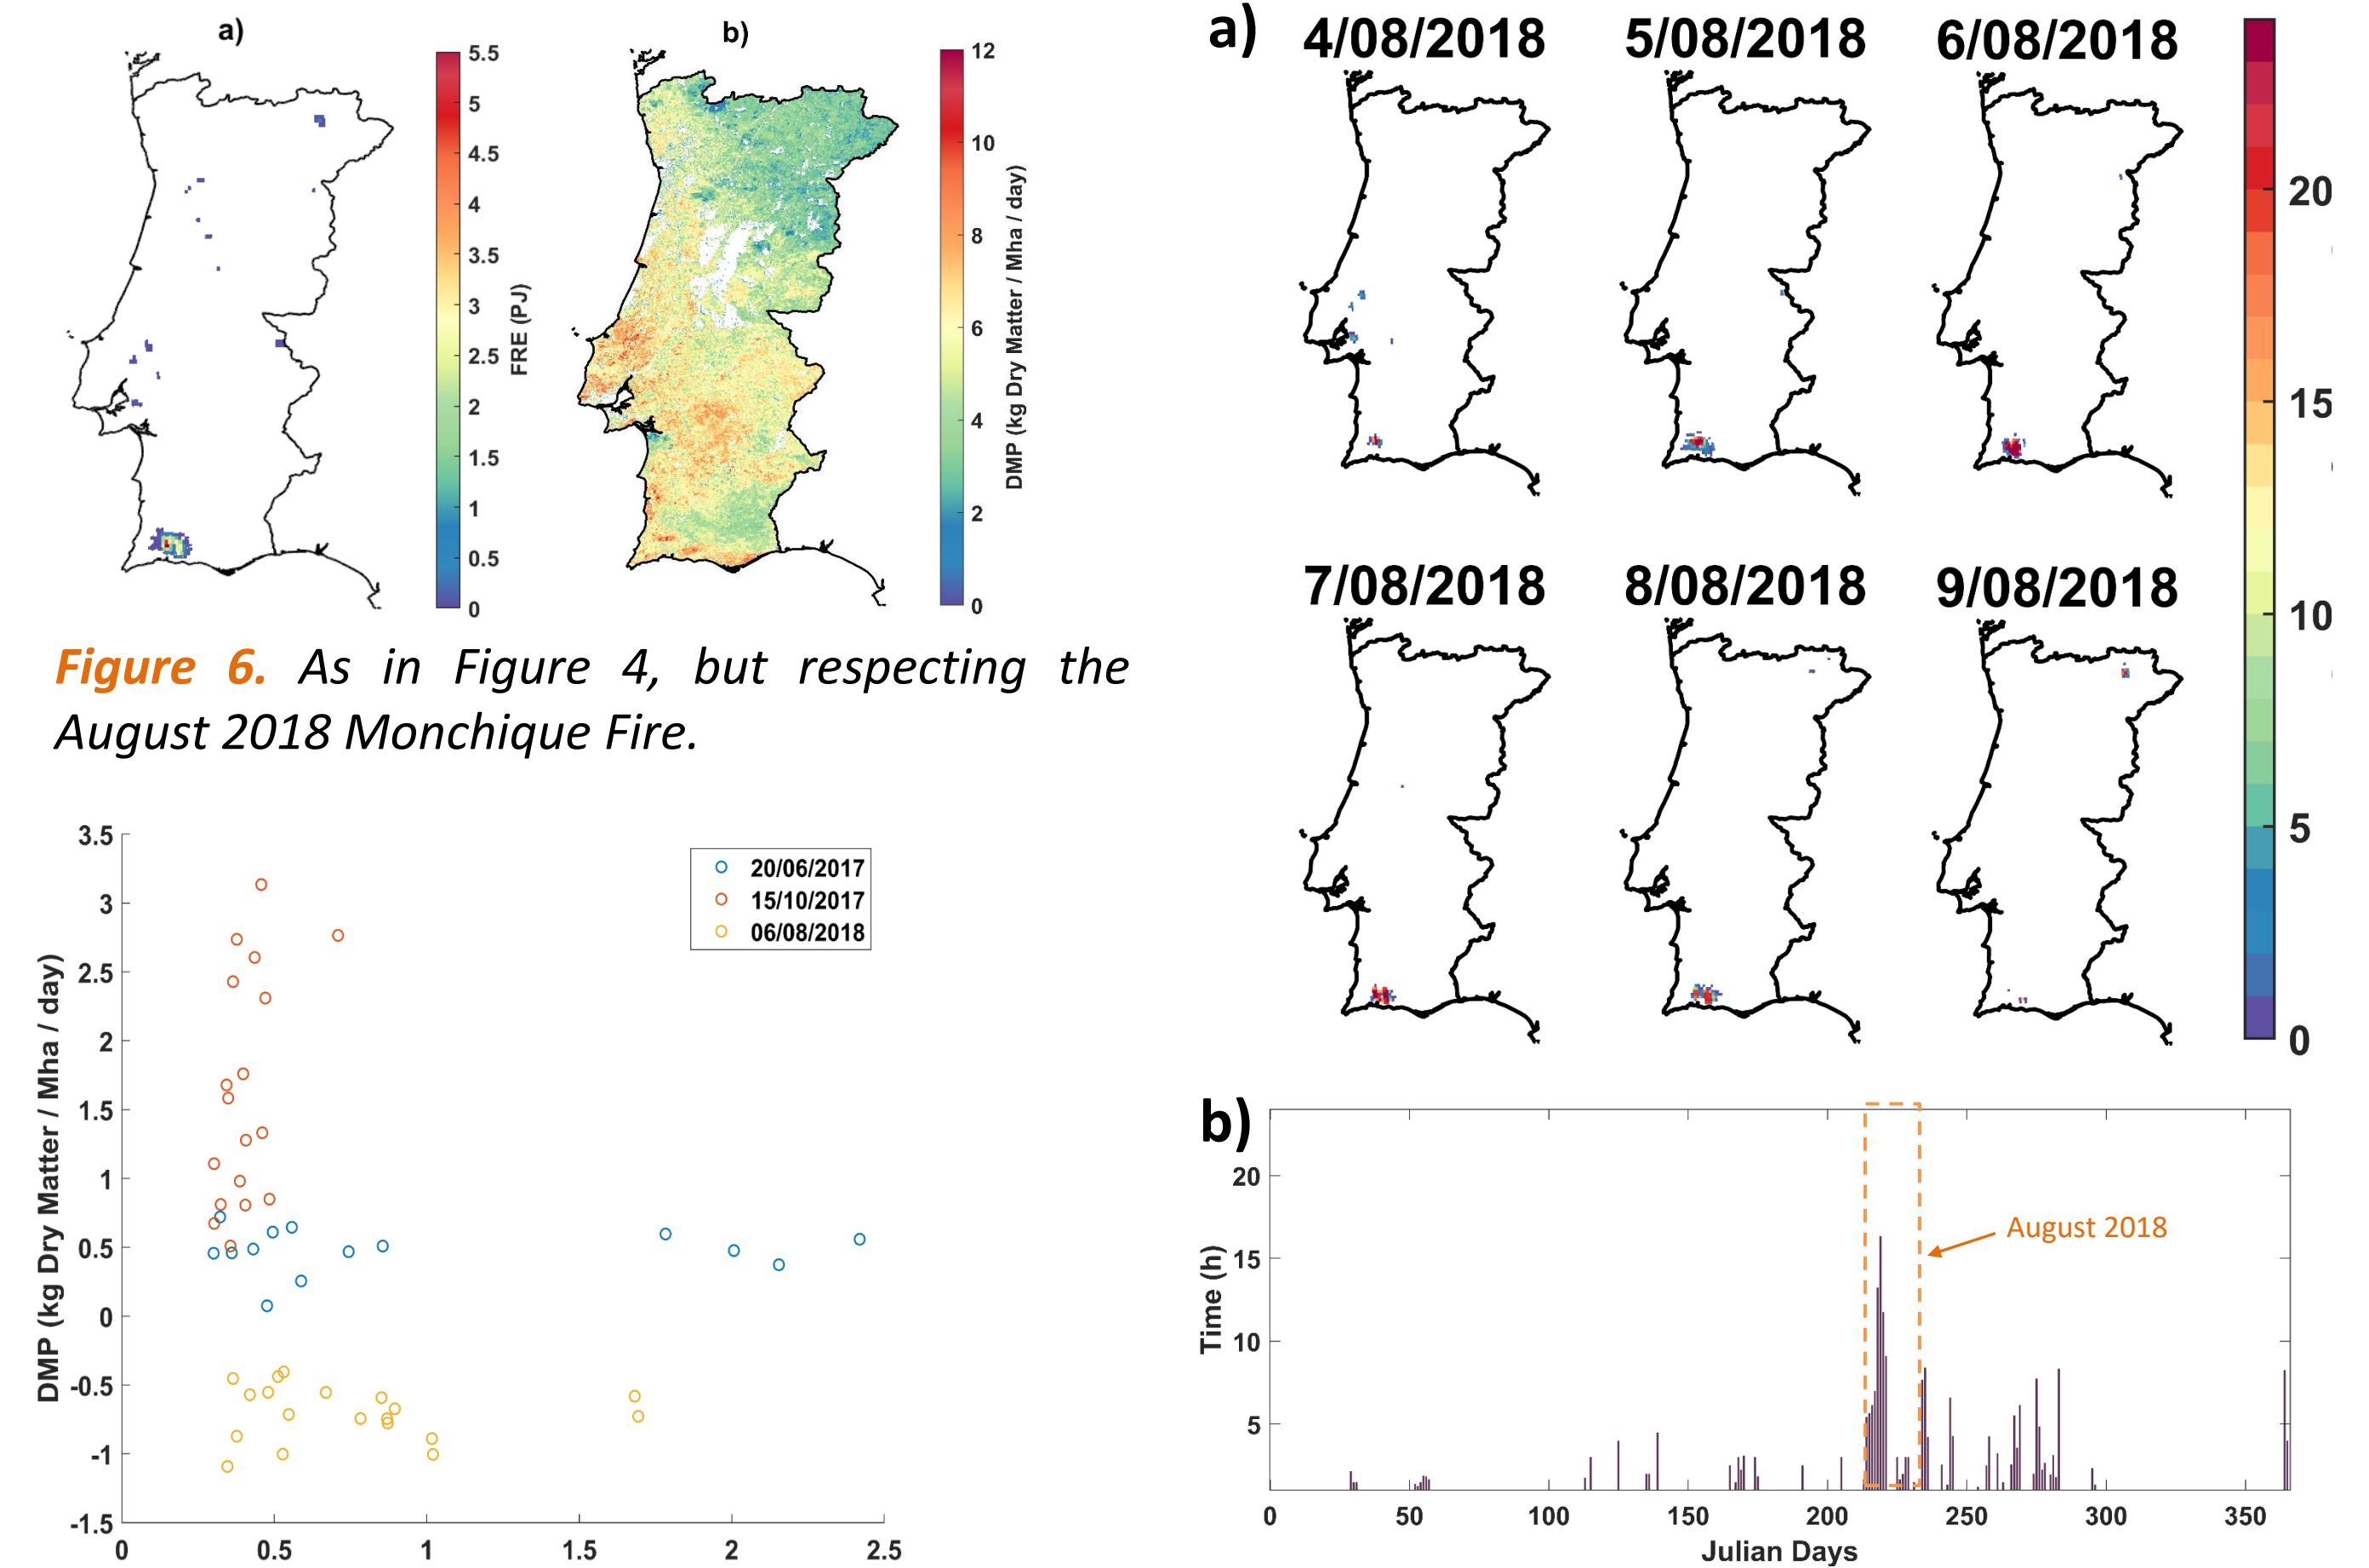 a)
5.5
5
4.5
4
3.5
3
2.5
2
1.5
1
0.5
0
FRE (PJ)
b)
12
10
8
6
4
2
0
DMP (kg Dry Matter / Mha / day)
Figure 6. As in Figure 4, but respecting the
August 2018 Monchique Fire.
3.5
3
2.5
2
1.5
1
0.5
0
-0.5
-1
-1.5
DMP (kg Dry Matter / Mha / day)
20/06/2017
15/10/2017
06/08/2018
0 0.5 1 1.5 2 2.5
a)
4/08/2018 5/08/2018 6/08/2018
7/08/2018 8/08/2018 9/08/2018
20
15
10
5
0
b)
20
15
10
5
Time (h)
August 2018
0 50 100 150 200 250 300 350
Julian Days